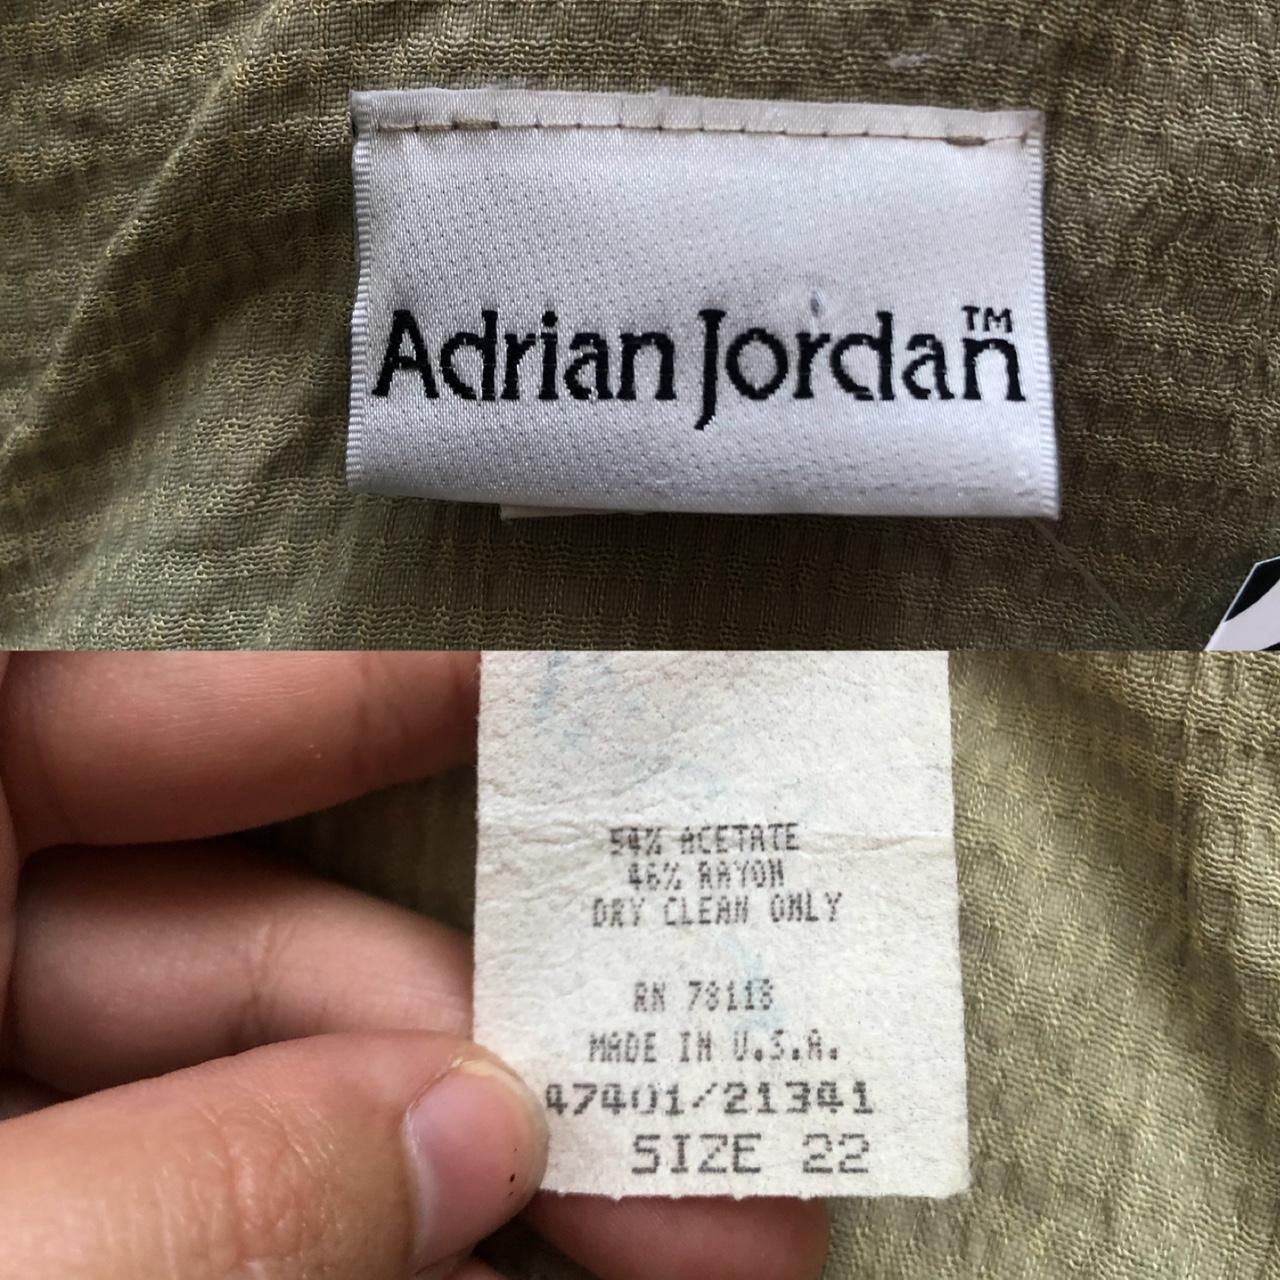 Adrian Jordan™
54% ACETATE
46% RAYON
DRY CLEAN ONLY
RN 78118
MADE IN U.S.A.
47401/21341
SIZE 22